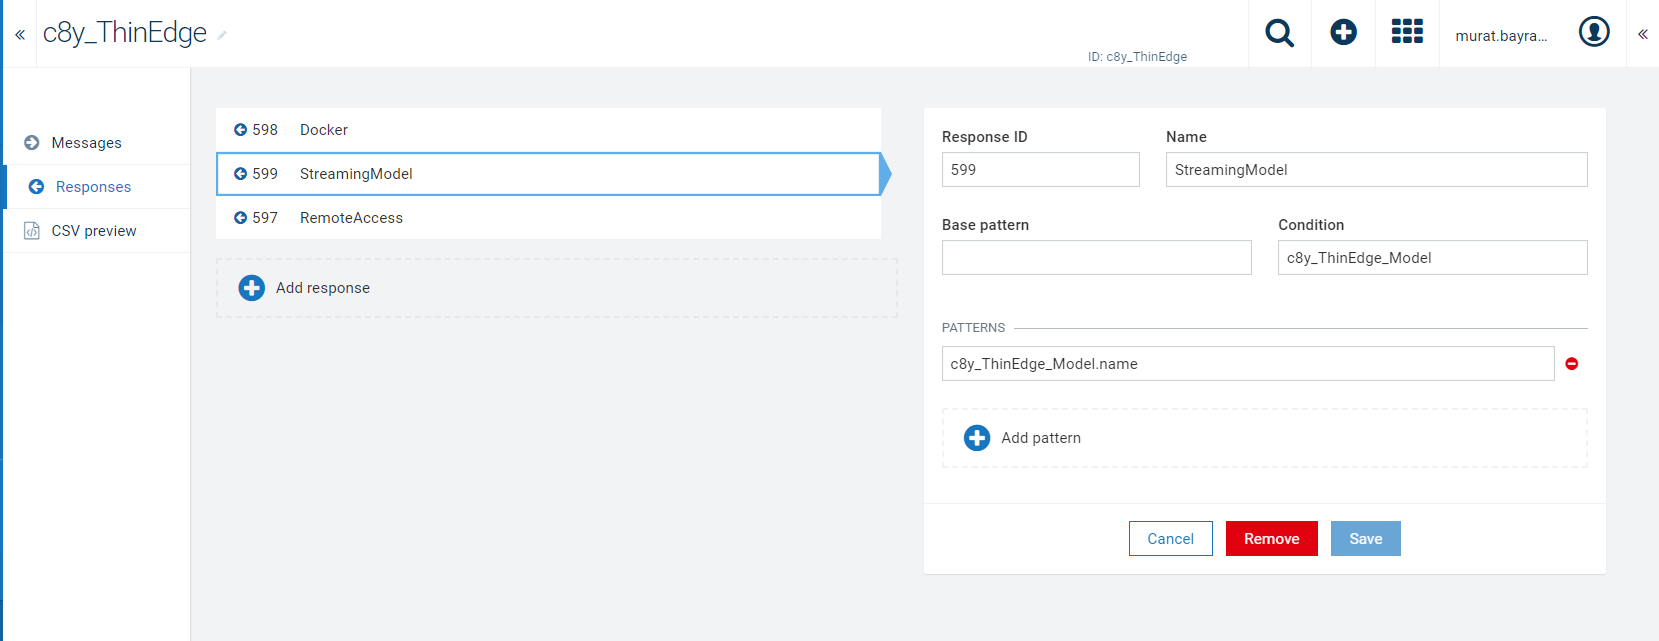 « c8y_ThinEdge
ID: c8y_ThinEdge
murat.bayra... «
Messages
Responses
CSV preview
598 Docker
599 StreamingModel
597 RemoteAccess
Add response
Response ID Name
599 StreamingModel
Base pattern Condition
c8y_ThinEdge_Model
PATTERNS
c8y_ThinEdge_Model.name
Add pattern
Cancel Remove Save